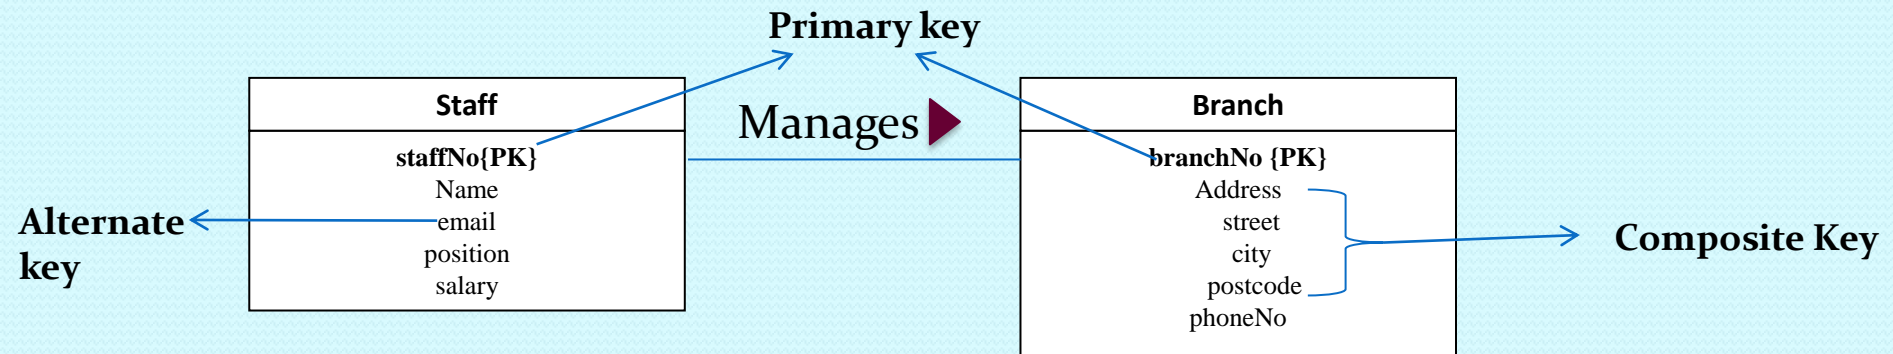 Primary key
Staff
Manages
Branch
staffNo{PK}
Name
email
position
salary
branchNo {PK}
Address
street
city
postcode
phoneNo
Alternate
key
Composite Key